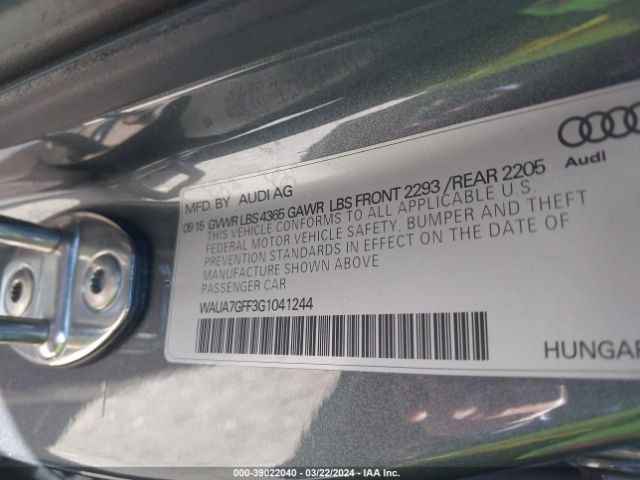 Audi
MFD. BY AUDI AG
09 15 GVWR LBS 4365 GAWR LBS FRONT 2293 /REAR 2205
THIS VEHICLE CONFORMS TO ALL APPLICABLE U.S.
FEDERAL MOTOR VEHICLE SAFETY, BUMPER AND THEFT
PREVENTION STANDARDS IN EFFECT ON THE DATE OF
MANUFACTURE SHOWN ABOVE
PASSENGER CAR
WAUA7GFF3G1041244
HUNGAR
000-39022040 - 03/22/2024 - IAA Inc.